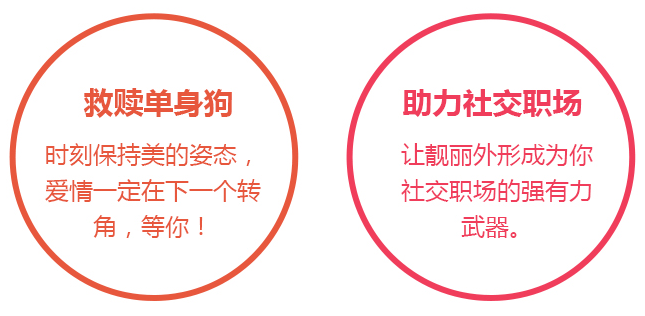 救赎单身狗
时刻保持美的姿态，
爱情一定在下一个转
角，等你！
助力社交职场
让靓丽外形成为你
社交职场的强有力
武器。